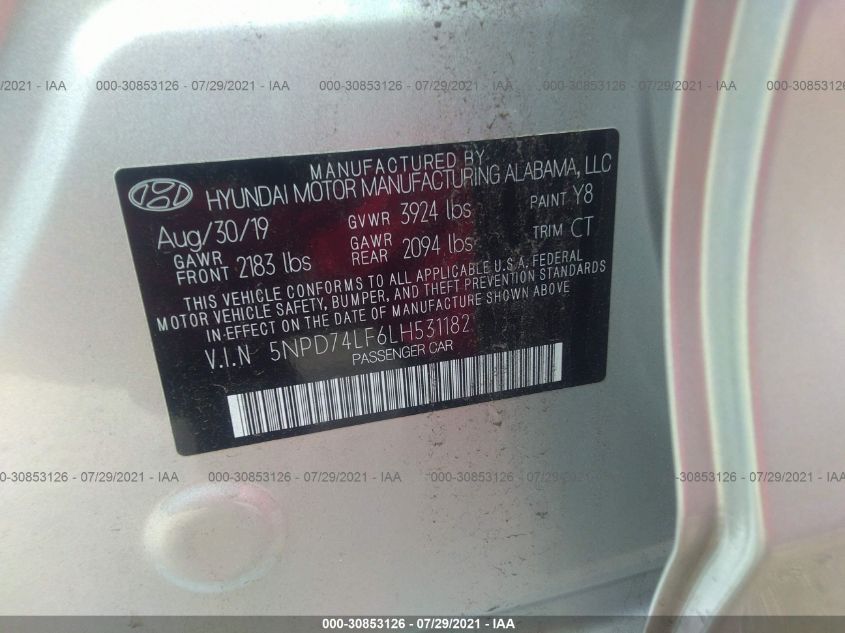 0/2021 - IAA 000-30853126 - 07/29/2021 - IAA 000-30853126 - 07/29/2021 - IAA 000-30853126 - 07/29/2021 - IAA 000-3
MANUFACTURED BY
HYUNDAI MOTOR MANUFACTURING ALABAMA, LLC
Aug/30/19 GVWR 3924 lbs PAINT Y8
GAWR FRONT 2183 lbs GAWR REAR 2094 lbs TRIM CT
THIS VEHICLE CONFORMS TO ALL APPLICABLE U.S.A. FEDERAL
MOTOR VEHICLE SAFETY, BUMPER, AND THEFT PREVENTION STANDARDS
IN EFFECT ON THE DATE OF MANUFACTURE SHOWN ABOVE
V.I.N 5NPD74LF6LH531182
PASSENGER CAR
00-30853126 - 07/29/2021 - IAA 000-30853126 - 07/29/2021 - IAA 000-30853126 - 07/29/2021 - IAA 000-30853126
000-30853126 - 07/29/2021 - IAA